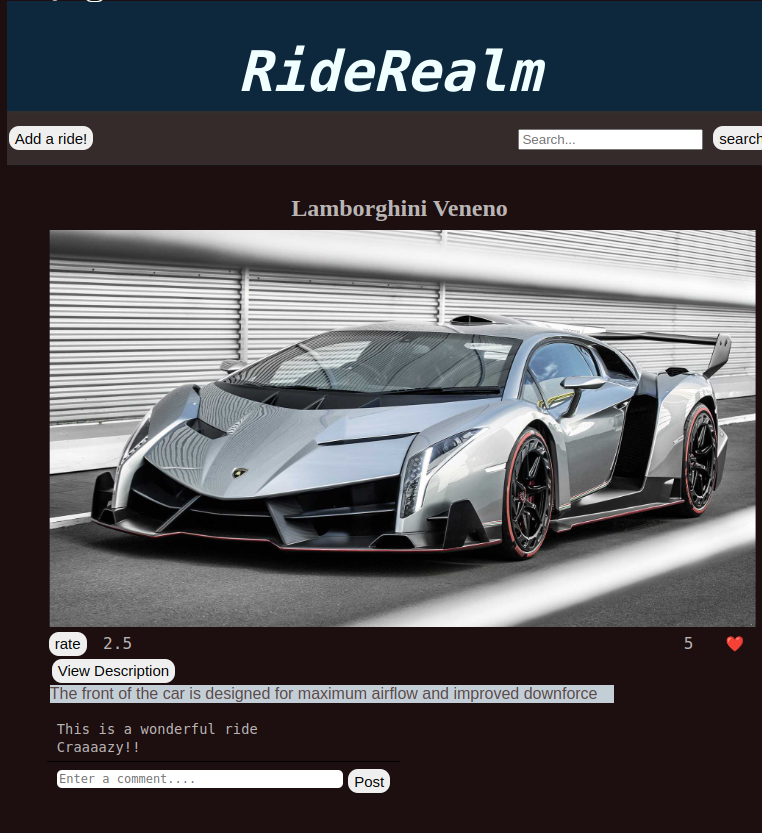 RideRealm
Add a ride!
Search...
search
Lamborghini Veneno
rate
2.5
5 ❤️
View Description
The front of the car is designed for maximum airflow and improved downforce
This is a wonderful ride
Craaaazy!!
Enter a comment....
Post